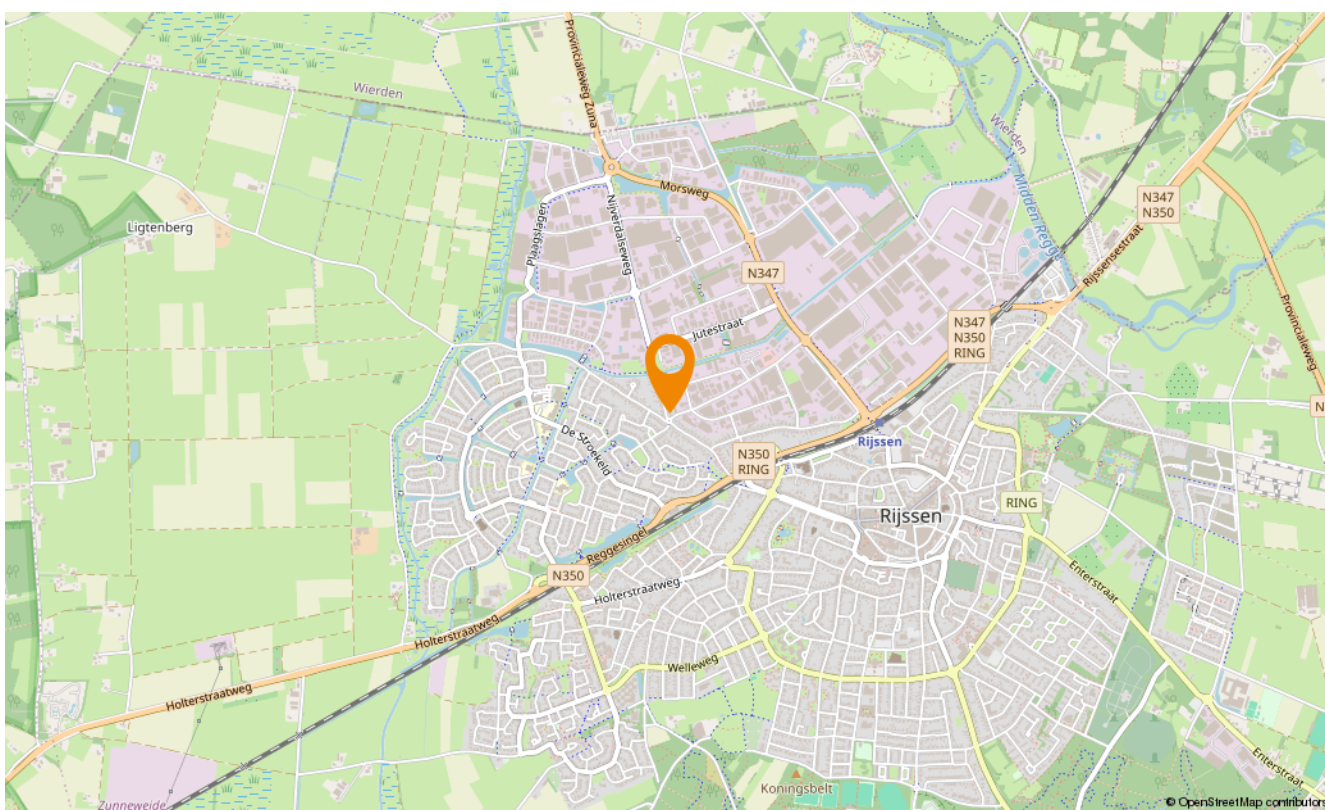 Provincialeweg Zuna
Wierden
Wierden
Midden Regge
Morsweg
N347
N350
Ligtenberg
Plaagslagen
Nijverdalseweg
Rijssensestraat
N347
Provincialeweg
Jutestraat
N347
N350
RING
N
De Stroekeld
Rijssen
N350
RING
RING
Rijssen
Reggesingel
N350
Holterstraatweg
Enterstraat
Holterstraatweg
Welleweg
Holterstraatweg
Enterstraat
Koningsbelt
Zunneweide
© OpenStreetMap contributors